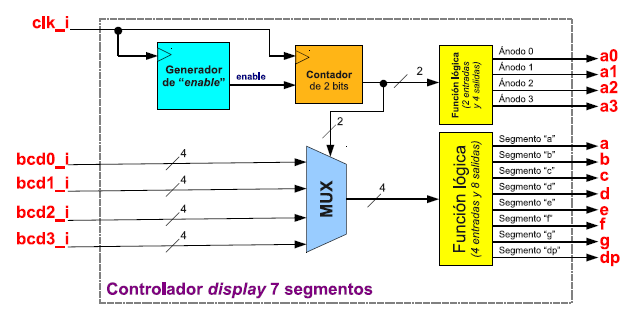 clk_i
Generador
de "enable"
enable
Contador
de 2 bits
2
Función lógica
(2 entradas
y 4 salidas)
Ánodo 0
Ánodo 1
Ánodo 2
Ánodo 3
a0
a1
a2
a3
2
bcd0_i
bcd1_i
bcd2_i
bcd3_i
4
4
4
4
MUX
4
Función lógica
(4 entradas y 8 salidas)
Segmento "a"
Segmento "b"
Segmento "c"
Segmento "d"
Segmento "e"
Segmento "f"
Segmento "g"
Segmento "dp"
a
b
c
d
e
f
g
dp
Controlador display 7 segmentos